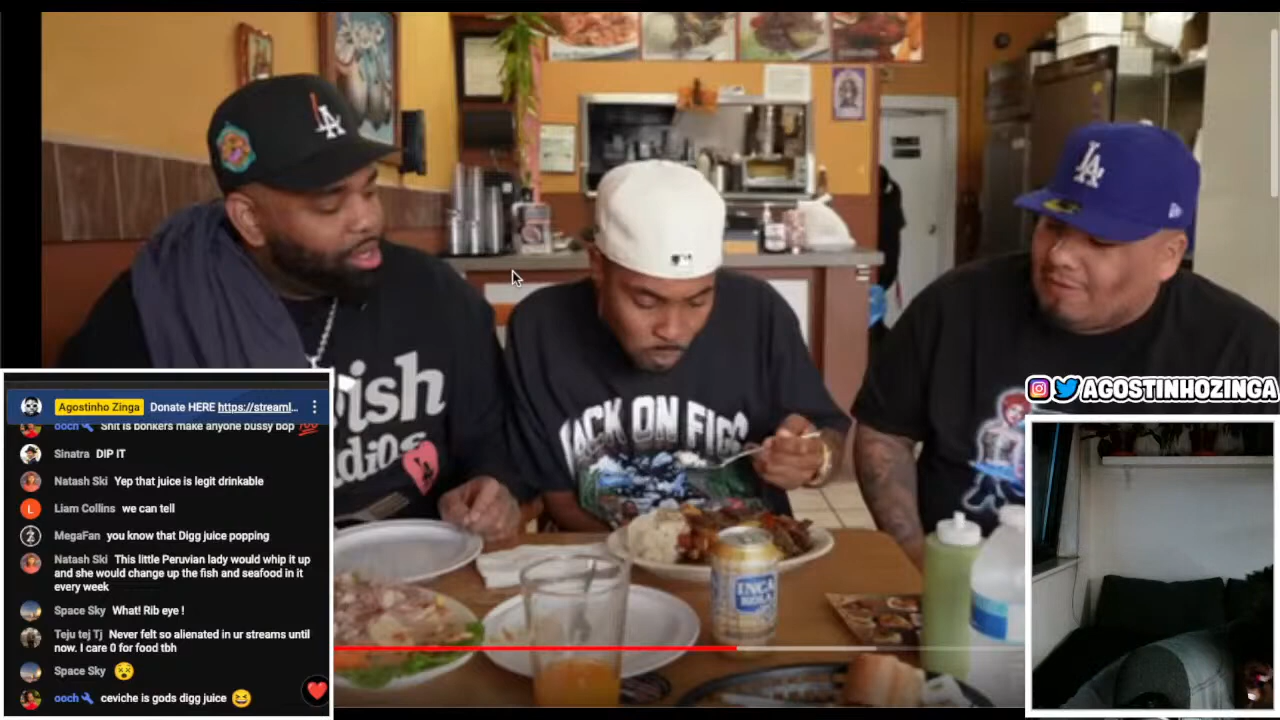 LA
LA
ish
dios
JACK ON FIGG
INCA
KOLA
AGOSTINHOZINGA
Agostinho Zinga Donate HERE https://streaml...
ooch Shit is bonkers make anyone bussy bop 💯
Sinatra DIP IT
Natash Ski Yep that juice is legit drinkable
L Liam Collins we can tell
MegaFan you know that Digg juice popping
Natash Ski This little Peruvian lady would whip it up
and she would change up the fish and seafood in it
every week
Space Sky What! Rib eye !
Teju tej Tj Never felt so alienated in ur streams until
now. I care 0 for food tbh
Space Sky 😵
ooch ceviche is gods digg juice 😆